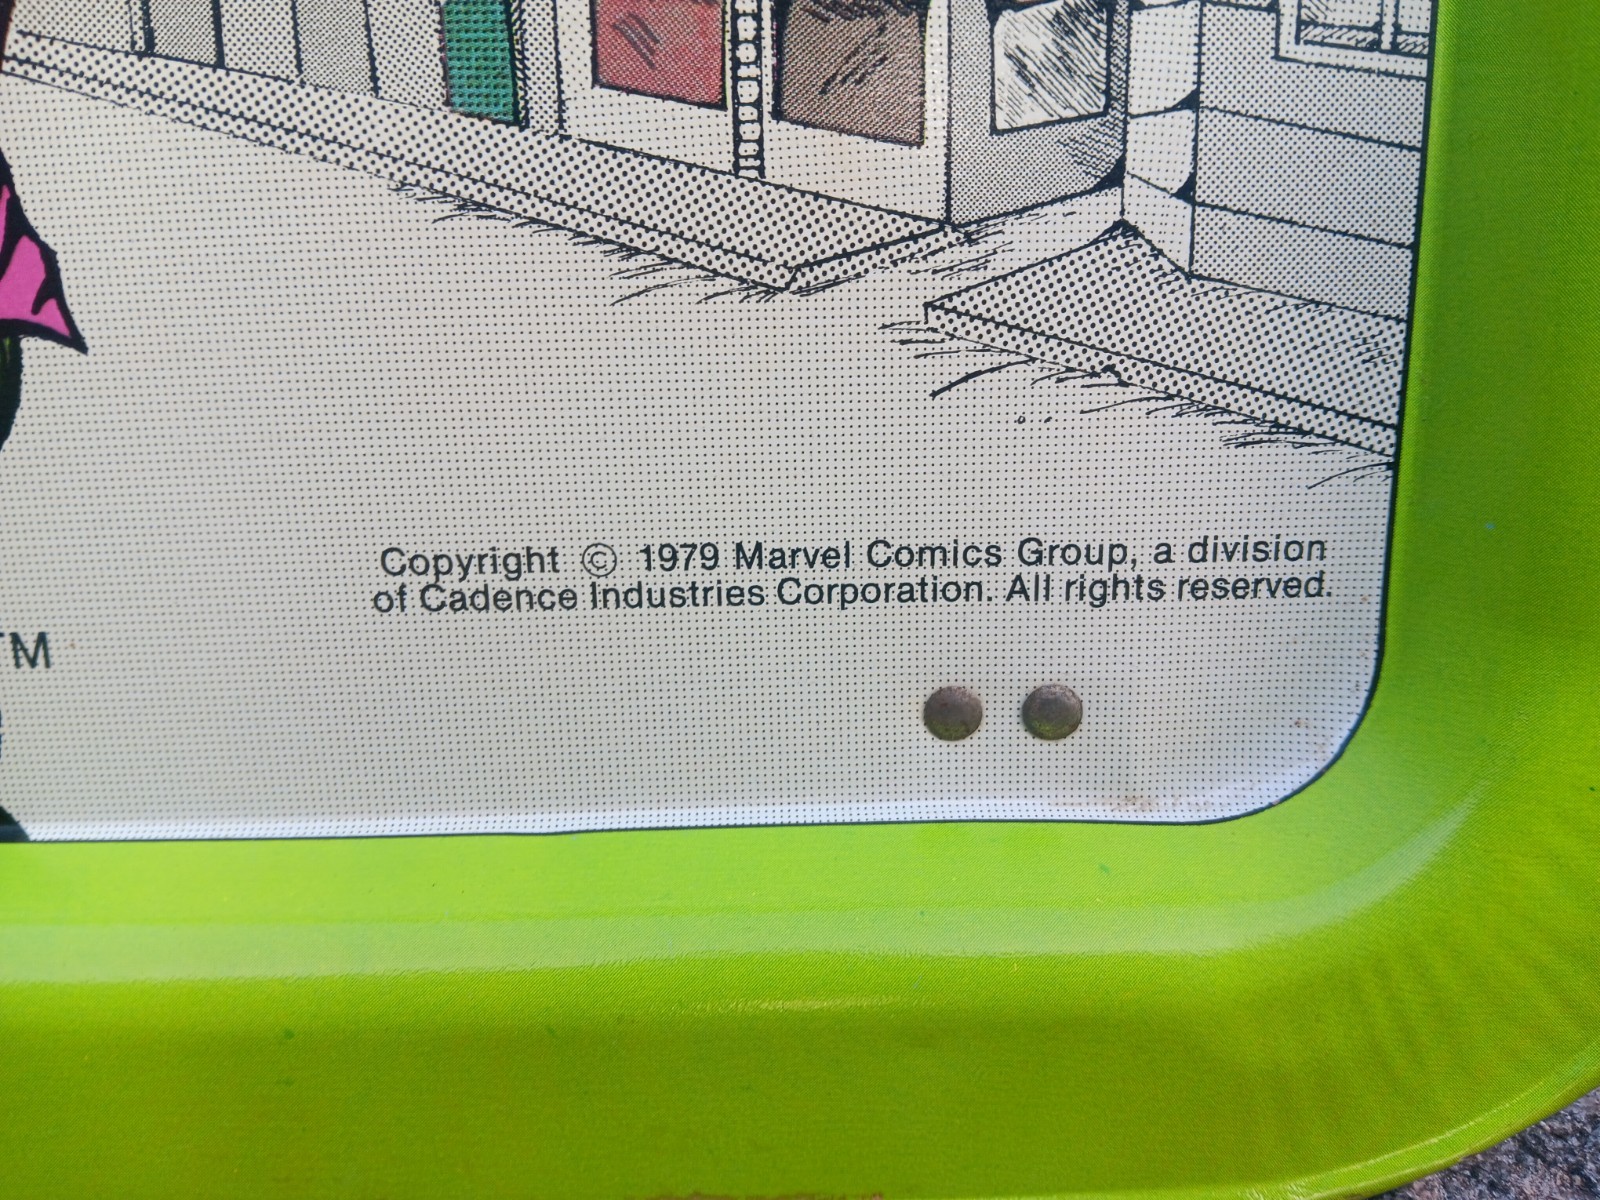 Copyright © 1979 Marvel Comics Group, a division
of Cadence Industries Corporation. All rights reserved.
TM